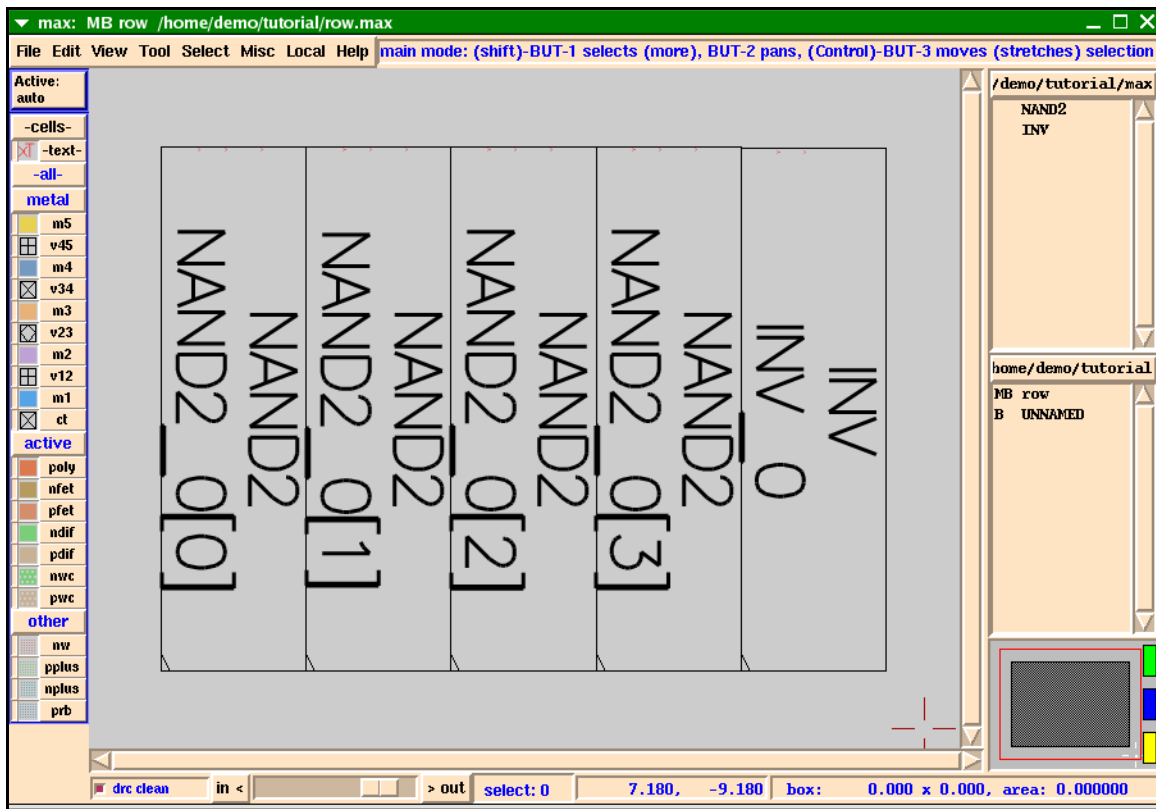 max: MB row /home/demo/tutorial/row.max
File Edit View Tool Select Misc Local Help main mode: (shift)-BUT-1 selects (more), BUT-2 pans, (Control)-BUT-3 moves (stretches) selection
Active:
auto
-cells-
xT -text-
-all-
metal
m5
v45
m4
v34
m3
v23
m2
v12
m1
ct
active
poly
nfet
pfet
ndif
pdif
nwc
pwc
other
nw
pplus
nplus
prb
NAND2_0[0]
NAND2
NAND2_0[1]
NAND2
NAND2_0[2]
NAND2
NAND2_0[3]
NAND2
INV_0
INV
/demo/tutorial/max
NAND2
INV
home/demo/tutorial
MB row
B UNNAMED
drc clean in < > out select: 0 7.180, -9.180 box: 0.000 x 0.000, area: 0.000000